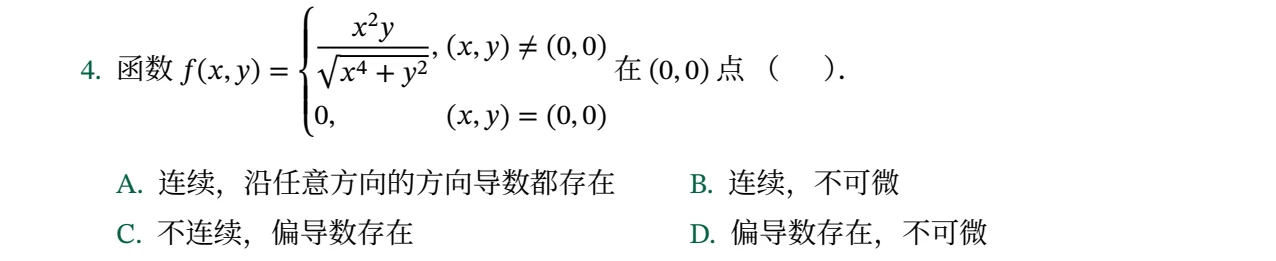 4. 函数 f(x, y) = { x²y / √(x⁴ + y²), (x, y) ≠ (0, 0) 在 (0, 0) 点 （　）.
0, (x, y) = (0, 0)
A. 连续，沿任意方向的方向导数都存在 B. 连续，不可微
C. 不连续，偏导数存在 D. 偏导数存在，不可微